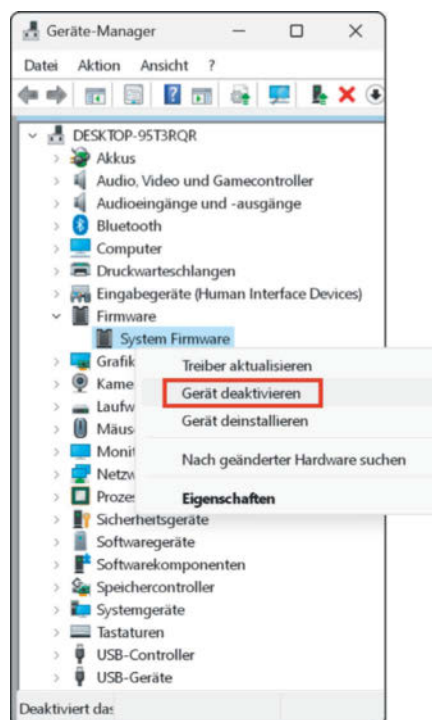 Geräte-Manager
Datei Aktion Ansicht ?
DESKTOP-95T3RQR
Akkus
Audio, Video und Gamecontroller
Audioeingänge und -ausgänge
Bluetooth
Computer
Druckwarteschlangen
Eingabegeräte (Human Interface Devices)
Firmware
System Firmware
Grafik
Treiber aktualisieren
Kame
Gerät deaktivieren
Laufw
Gerät deinstallieren
Mäus
Monit
Nach geänderter Hardware suchen
Netzw
Prozes
Eigenschaften
Sicherheitsgeräte
Softwaregeräte
Softwarekomponenten
Speichercontroller
Systemgeräte
Tastaturen
USB-Controller
USB-Geräte
Deaktiviert das